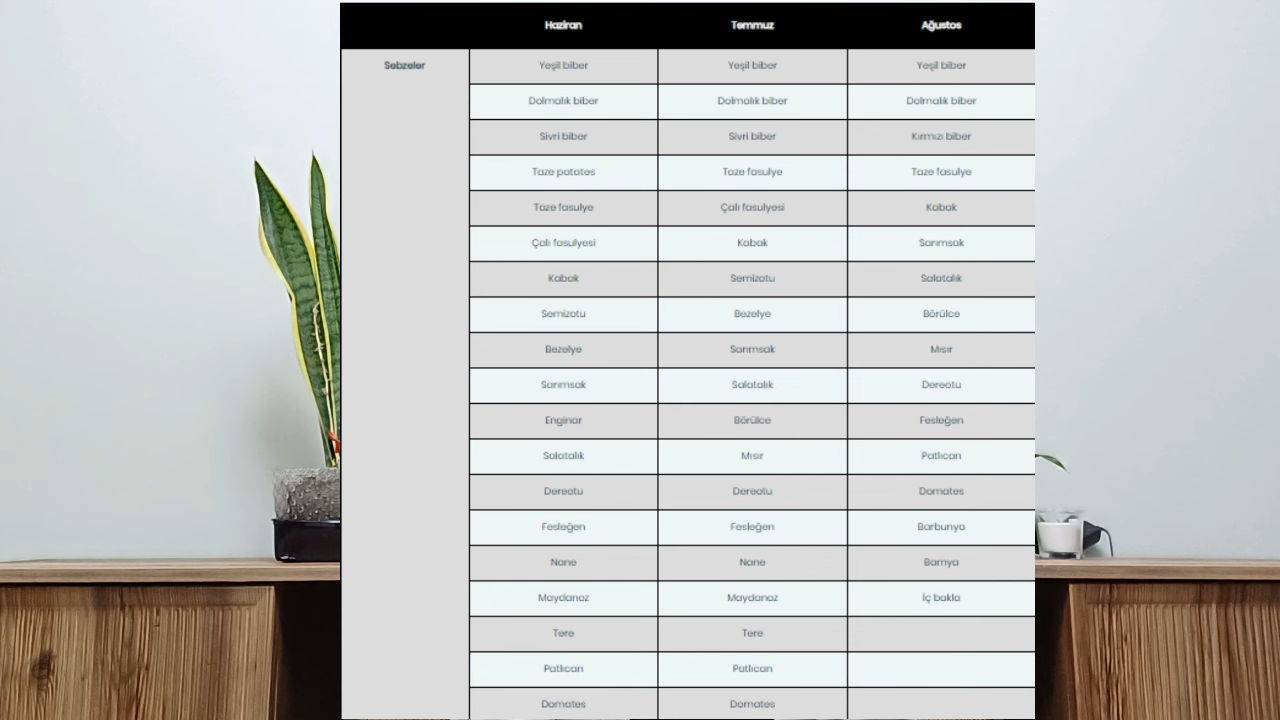 Haziran Temmuz Ağustos
Sebzeler Yeşil biber Yeşil biber Yeşil biber
Dolmalık biber Dolmalık biber Dolmalık biber
Sivri biber Sivri biber Kırmızı biber
Taze patates Taze fasulye Taze fasulye
Taze fasulye Çalı fasulyesi Kabak
Çalı fasulyesi Kabak Sarımsak
Kabak Semizotu Salatalık
Semizotu Bezelye Börülce
Bezelye Sarımsak Mısır
Sarımsak Salatalık Dereotu
Enginar Börülce Fesleğen
Salatalık Mısır Patlıcan
Dereotu Dereotu Domates
Fesleğen Fesleğen Barbunya
Nane Nane Bamya
Maydanoz Maydanoz İç bakla
Tere Tere
Patlıcan Patlıcan
Domates Domates